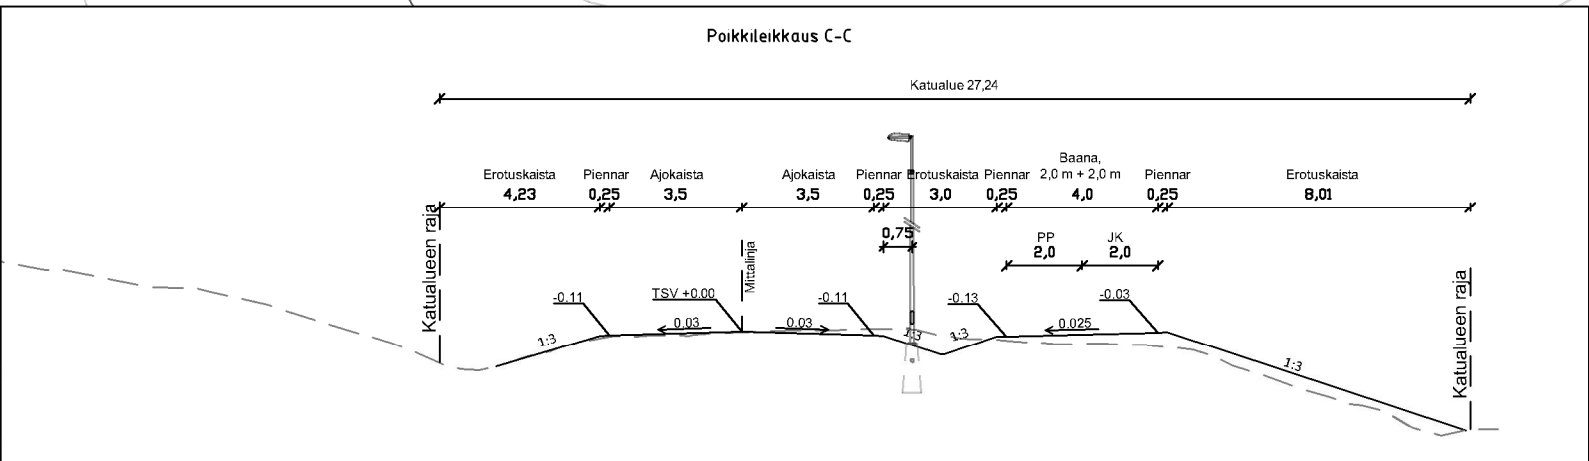 Poikkileikkaus C-C
Katualue 27,24
Baana,
Erotuskaista Piennar Ajokaista Ajokaista Piennar Erotuskaista Piennar 2,0 m + 2,0 m Piennar Erotuskaista
4,23 0,25 3,5 3,5 0,25 3,0 0,25 4,0 0,25 8,01
Katualueen raja
0,75
PP JK
2,0 2,0
Mittalinja
Katualueen raja
-0.11 TSV +0.00 -0.11 -0.13 -0.03
0.03 0.03 0.025
1:3 1:3 1:3 1:3